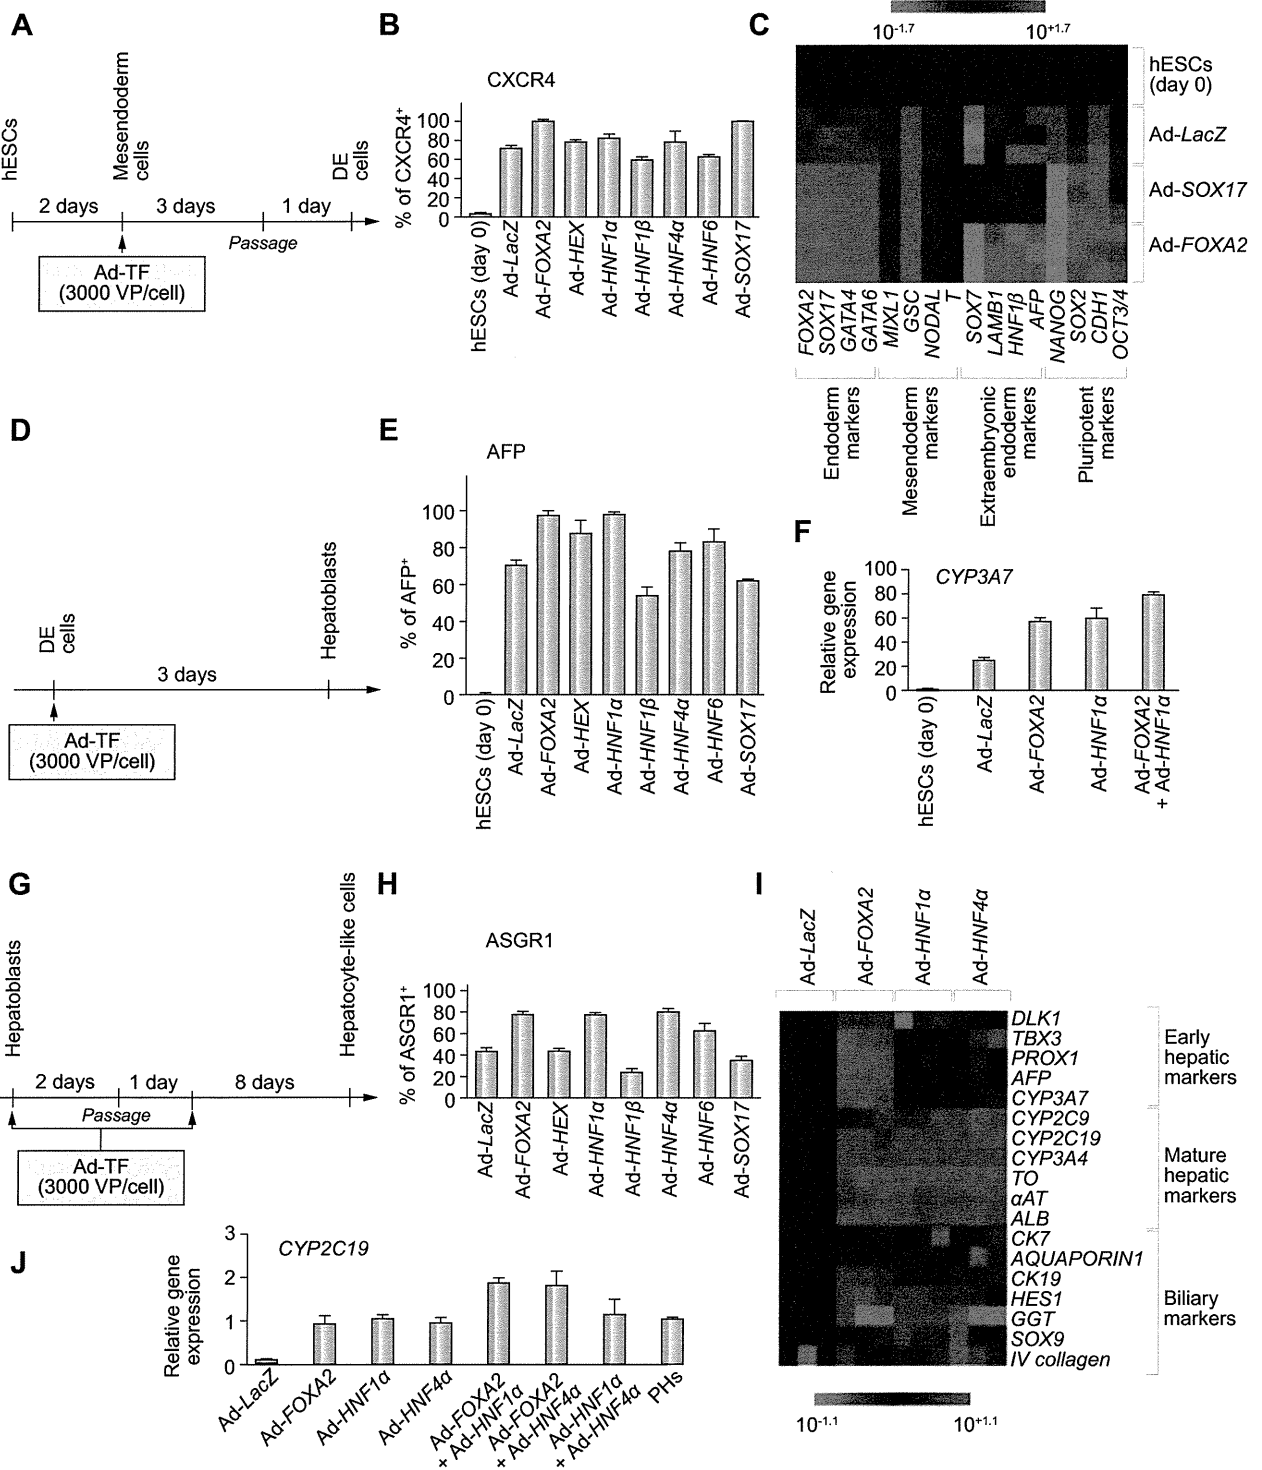 A
hESCs
Mesendoderm
cells
DE
cells
2 days
3 days
1 day
Passage
Ad-TF
(3000 VP/cell)
B
CXCR4
% of CXCR4+
100
80
60
40
20
0
hESCs (day 0)
Ad-LacZ
Ad-FOXA2
Ad-HEX
Ad-HNF1α
Ad-HNF1β
Ad-HNF4α
Ad-HNF6
Ad-SOX17
C
10-1.7
10+1.7
hESCs
(day 0)
Ad-LacZ
Ad-SOX17
Ad-FOXA2
FOXA2
SOX17
GATA4
GATA6
MIXL1
GSC
NODAL
T
SOX7
LAMB1
HNF1β
AFP
NANOG
SOX2
CDH1
OCT3/4
Endoderm
markers
Mesendoderm
markers
Extraembryonic
endoderm
markers
Pluripotent
markers
D
DE
cells
Hepatoblasts
3 days
Ad-TF
(3000 VP/cell)
E
AFP
% of AFP+
100
80
60
40
20
0
hESCs (day 0)
Ad-LacZ
Ad-FOXA2
Ad-HEX
Ad-HNF1α
Ad-HNF1β
Ad-HNF4α
Ad-HNF6
Ad-SOX17
F
CYP3A7
Relative gene
expression
100
80
60
40
20
0
hESCs (day 0)
Ad-LacZ
Ad-FOXA2
Ad-HNF1α
Ad-FOXA2
+ Ad-HNF1α
G
Hepatoblasts
Hepatocyte-like cells
2 days
1 day
8 days
Passage
Ad-TF
(3000 VP/cell)
H
ASGR1
% of ASGR1+
100
80
60
40
20
0
Ad-LacZ
Ad-FOXA2
Ad-HEX
Ad-HNF1α
Ad-HNF1β
Ad-HNF4α
Ad-HNF6
Ad-SOX17
I
Ad-LacZ
Ad-FOXA2
Ad-HNF1α
Ad-HNF4α
DLK1
TBX3
PROX1
AFP
CYP3A7
CYP2C9
CYP2C19
CYP3A4
TO
αAT
ALB
CK7
AQUAPORIN1
CK19
HES1
GGT
SOX9
IV collagen
Early
hepatic
markers
Mature
hepatic
markers
Biliary
markers
10-1.1
10+1.1
J
CYP2C19
Relative gene
expression
3
2
1
0
Ad-LacZ
Ad-FOXA2
Ad-HNF1α
Ad-HNF4α
Ad-FOXA2
+ Ad-HNF1α
Ad-FOXA2
+ Ad-HNF4α
Ad-HNF1α
+ Ad-HNF4α
PHs